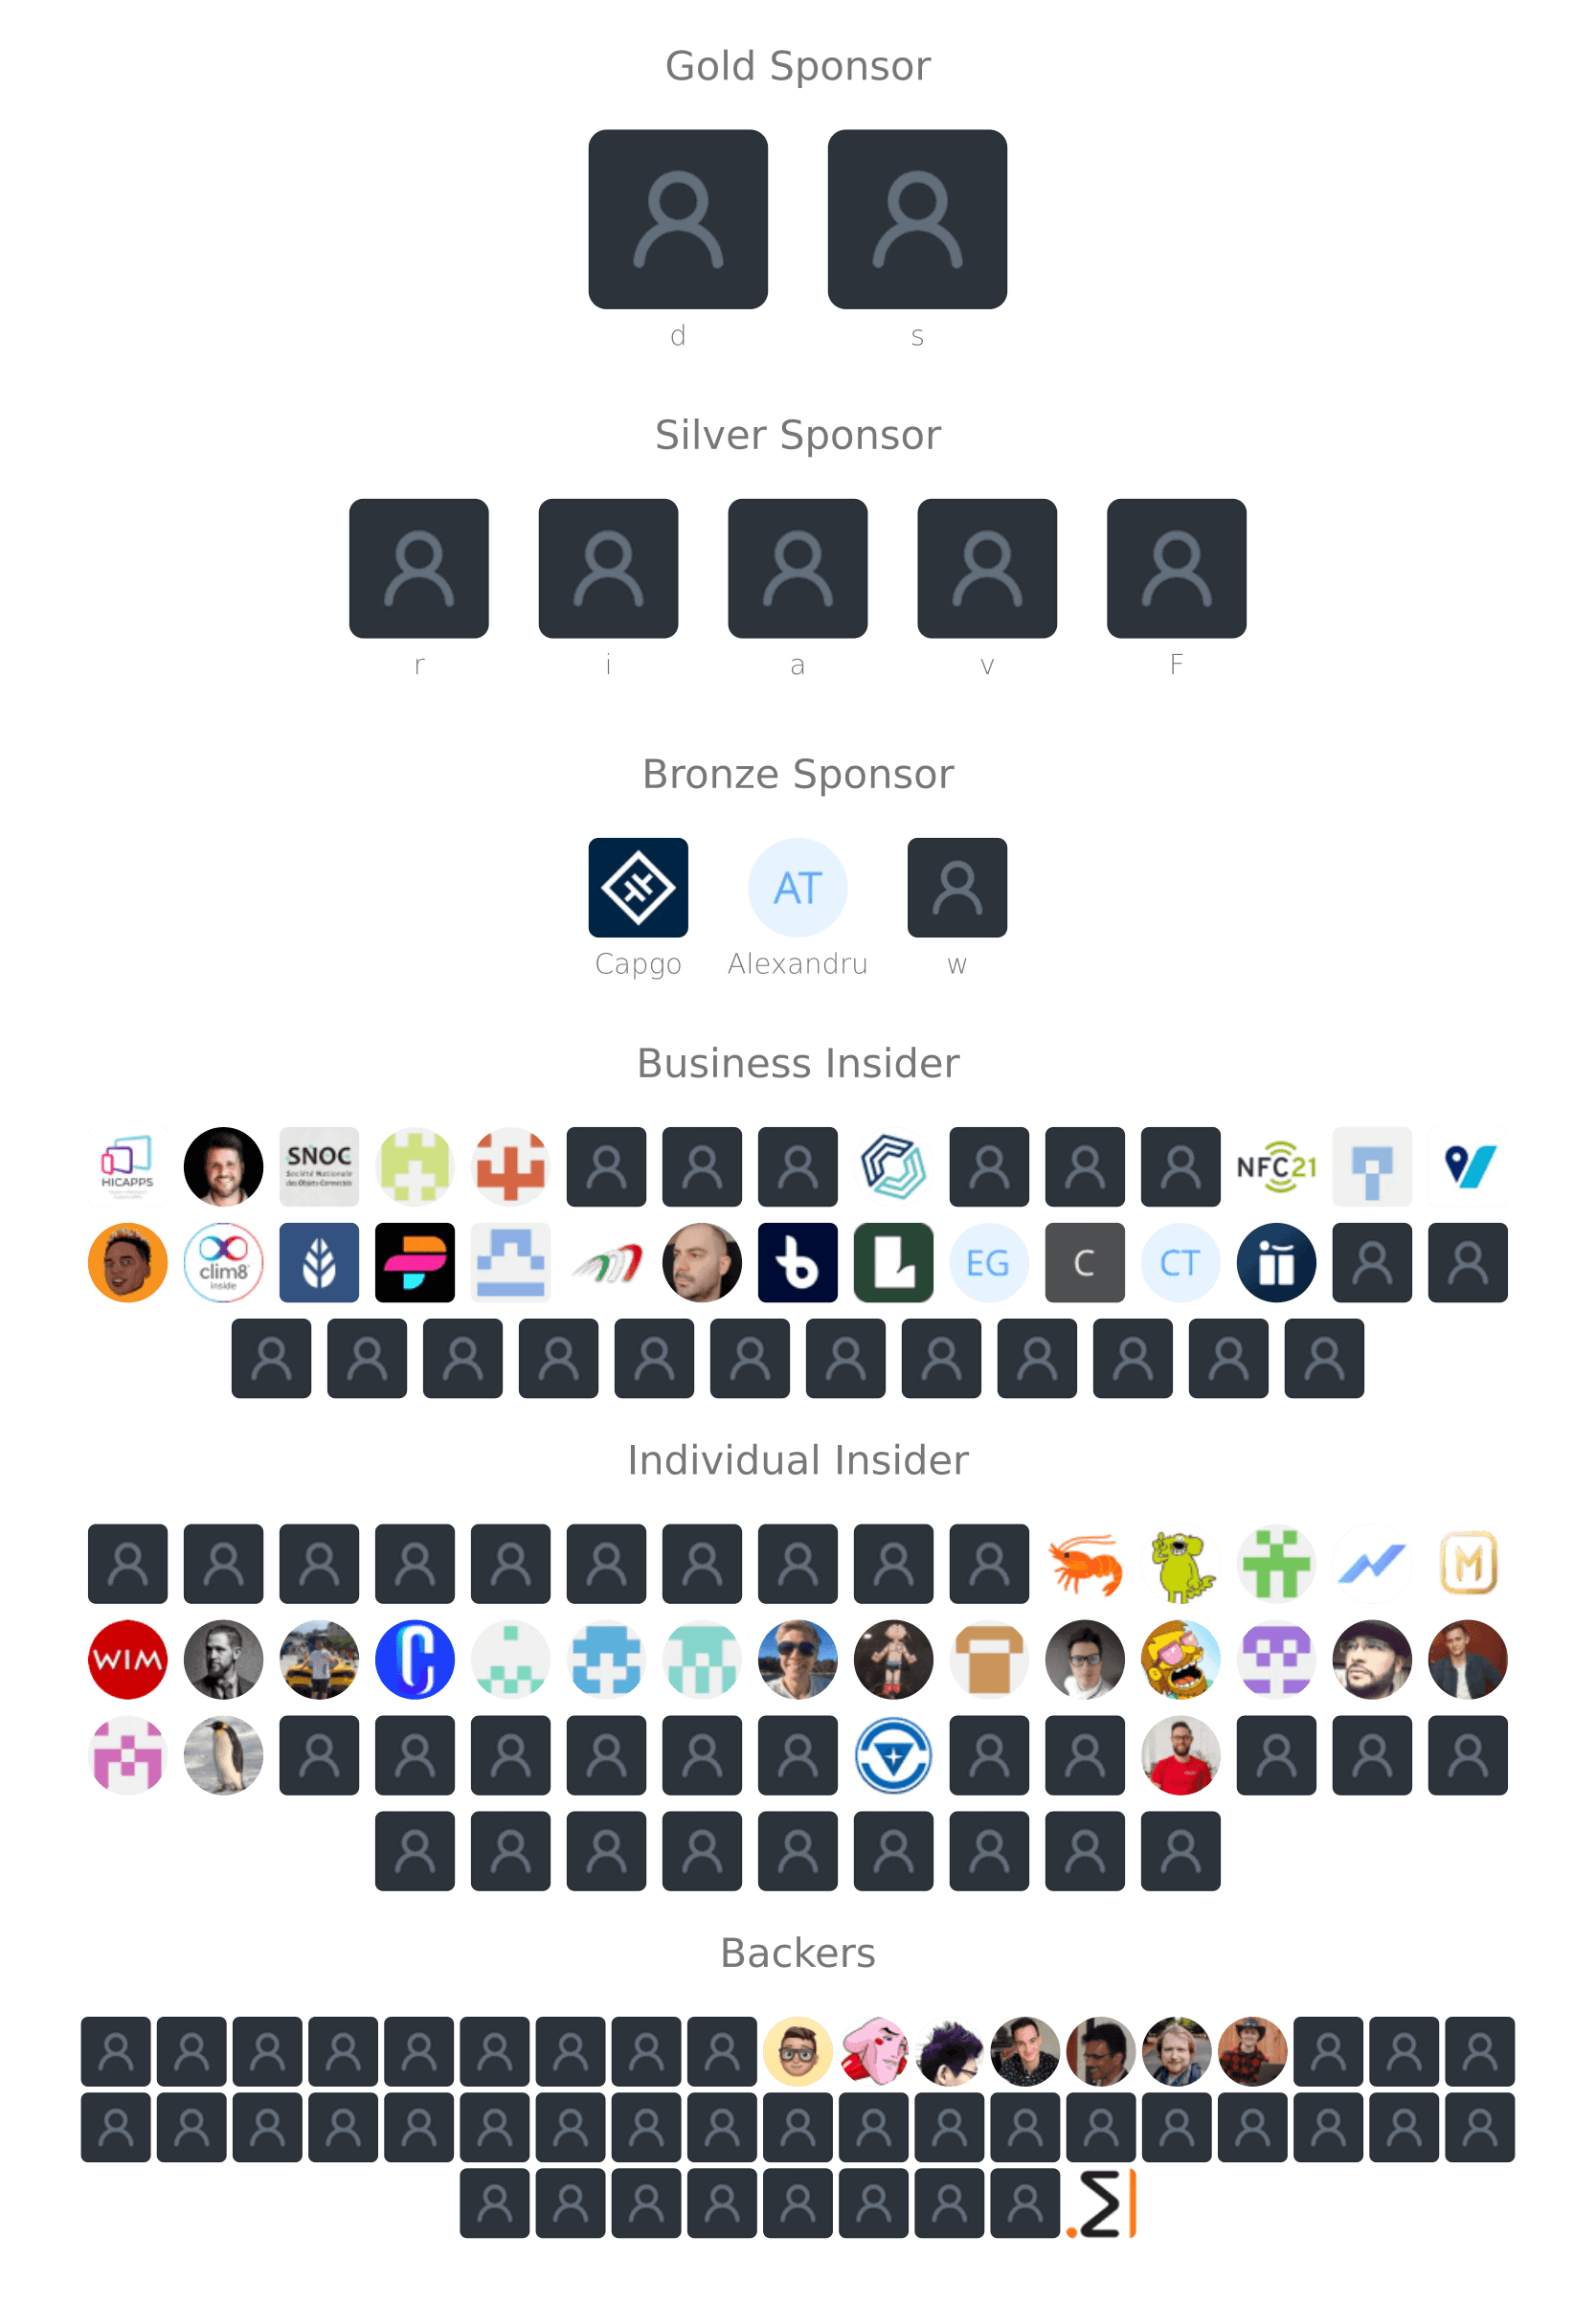 Gold Sponsor
d s
Silver Sponsor
r i a v F
Bronze Sponsor
AT
Capgo Alexandru w
Business Insider
HICAPPS
SNOC
Société Nationale
des Objets Connectés
NFC21
clim8
inside
EG C CT
Individual Insider
M
WIM
C
Backers